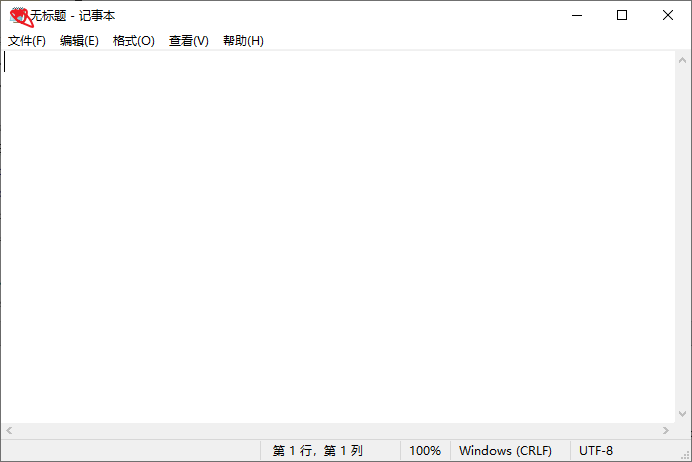 无标题 - 记事本
文件(F) 编辑(E) 格式(O) 查看(V) 帮助(H)
第 1 行，第 1 列 100% Windows (CRLF) UTF-8